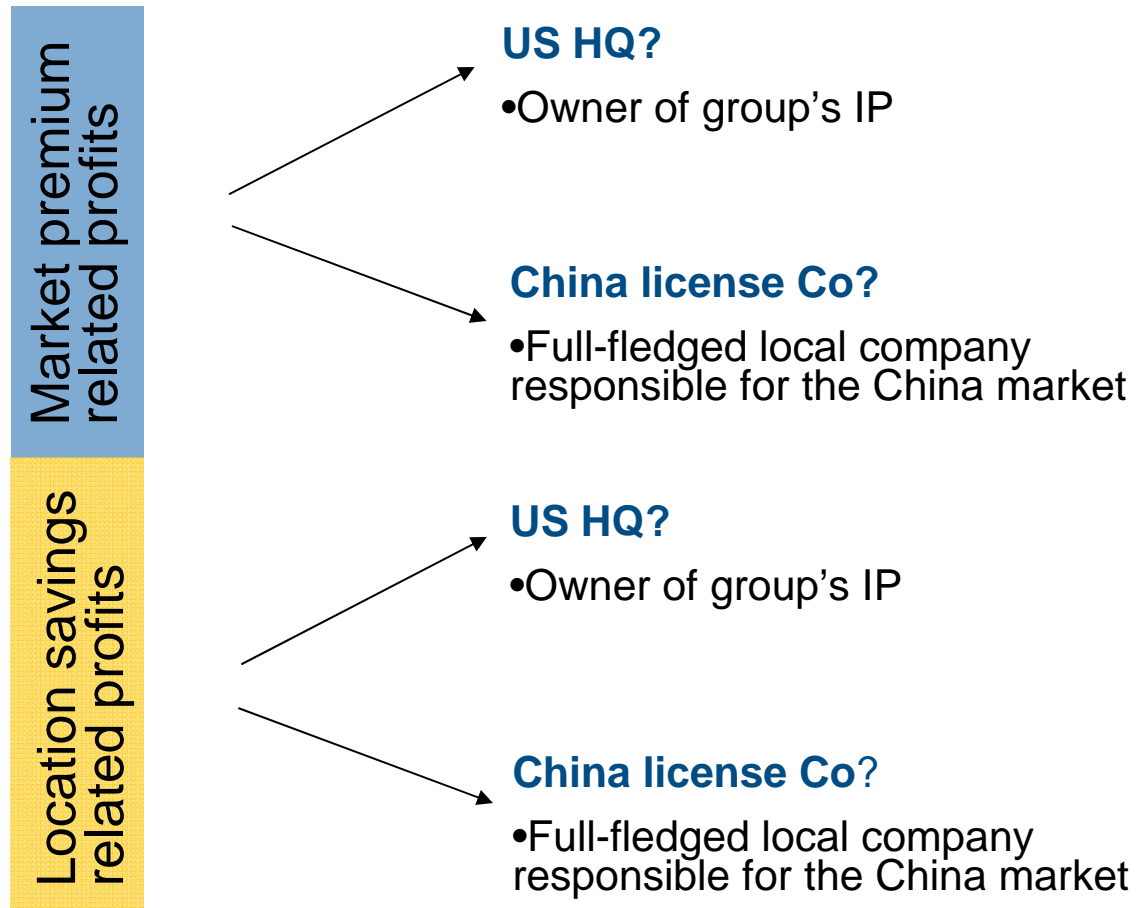 Market premium
related profits
US HQ?
•Owner of group’s IP
China license Co?
•Full-fledged local company
responsible for the China market
Location savings
related profits
US HQ?
•Owner of group’s IP
China license Co?
•Full-fledged local company
responsible for the China market